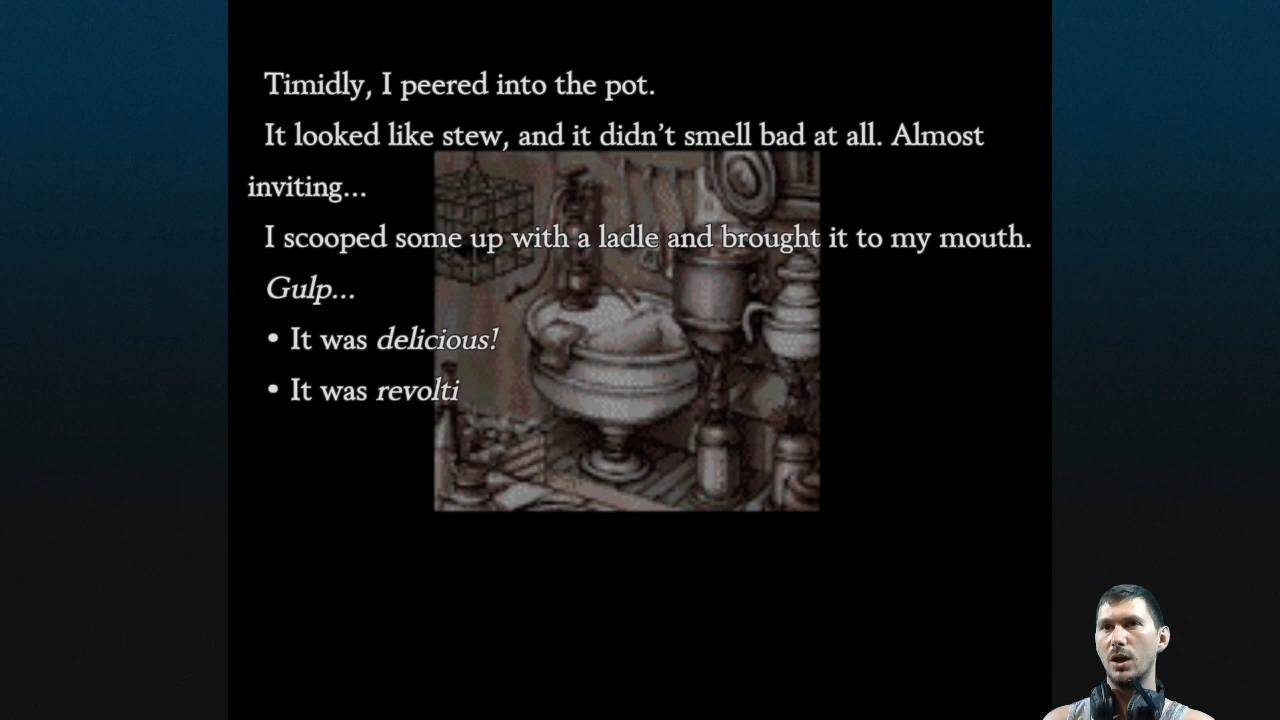 Timidly, I peered into the pot.
It looked like stew, and it didn't smell bad at all. Almost
inviting...
I scooped some up with a ladle and brought it to my mouth.
Gulp...
• It was delicious!
• It was revolti